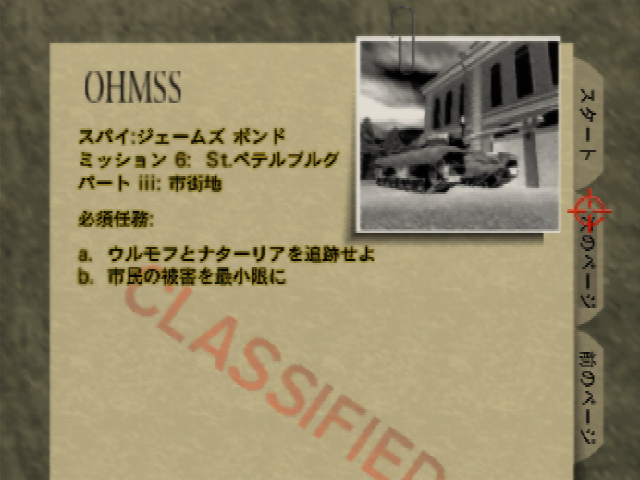 OHMSS
スパイ:ジェームズ ボンド
ミッション 6: St.ペテルブルグ
パート iii: 市街地
必須任務:
a. ウルモフとナターリアを追跡せよ
b. 市民の被害を最小限に
CLASSIFIED
スタート
のページ
前のページ